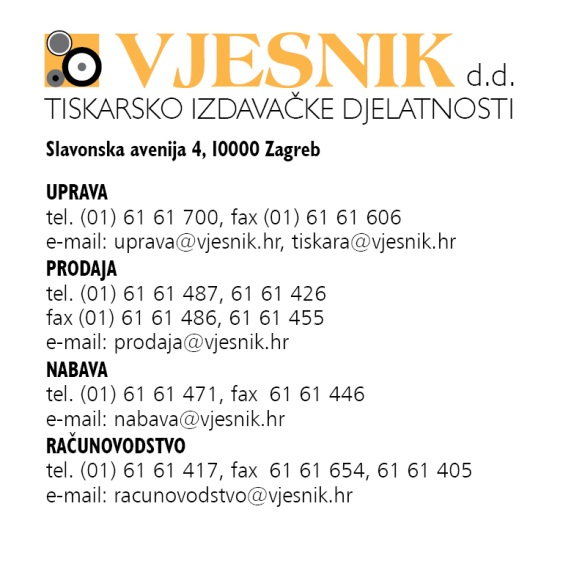 VJESNIK d.d.
TISKARSKO IZDAVAČKE DJELATNOSTI
Slavonska avenija 4, 10000 Zagreb
UPRAVA
tel. (01) 61 61 700, fax (01) 61 61 606
e-mail: uprava@vjesnik.hr, tiskara@vjesnik.hr
PRODAJA
tel. (01) 61 61 487, 61 61 426
fax (01) 61 61 486, 61 61 455
e-mail: prodaja@vjesnik.hr
NABAVA
tel. (01) 61 61 471, fax  61 61 446
e-mail: nabava@vjesnik.hr
RAČUNOVODSTVO
tel. (01) 61 61 417, fax  61 61 654, 61 61 405
e-mail: racunovodstvo@vjesnik.hr